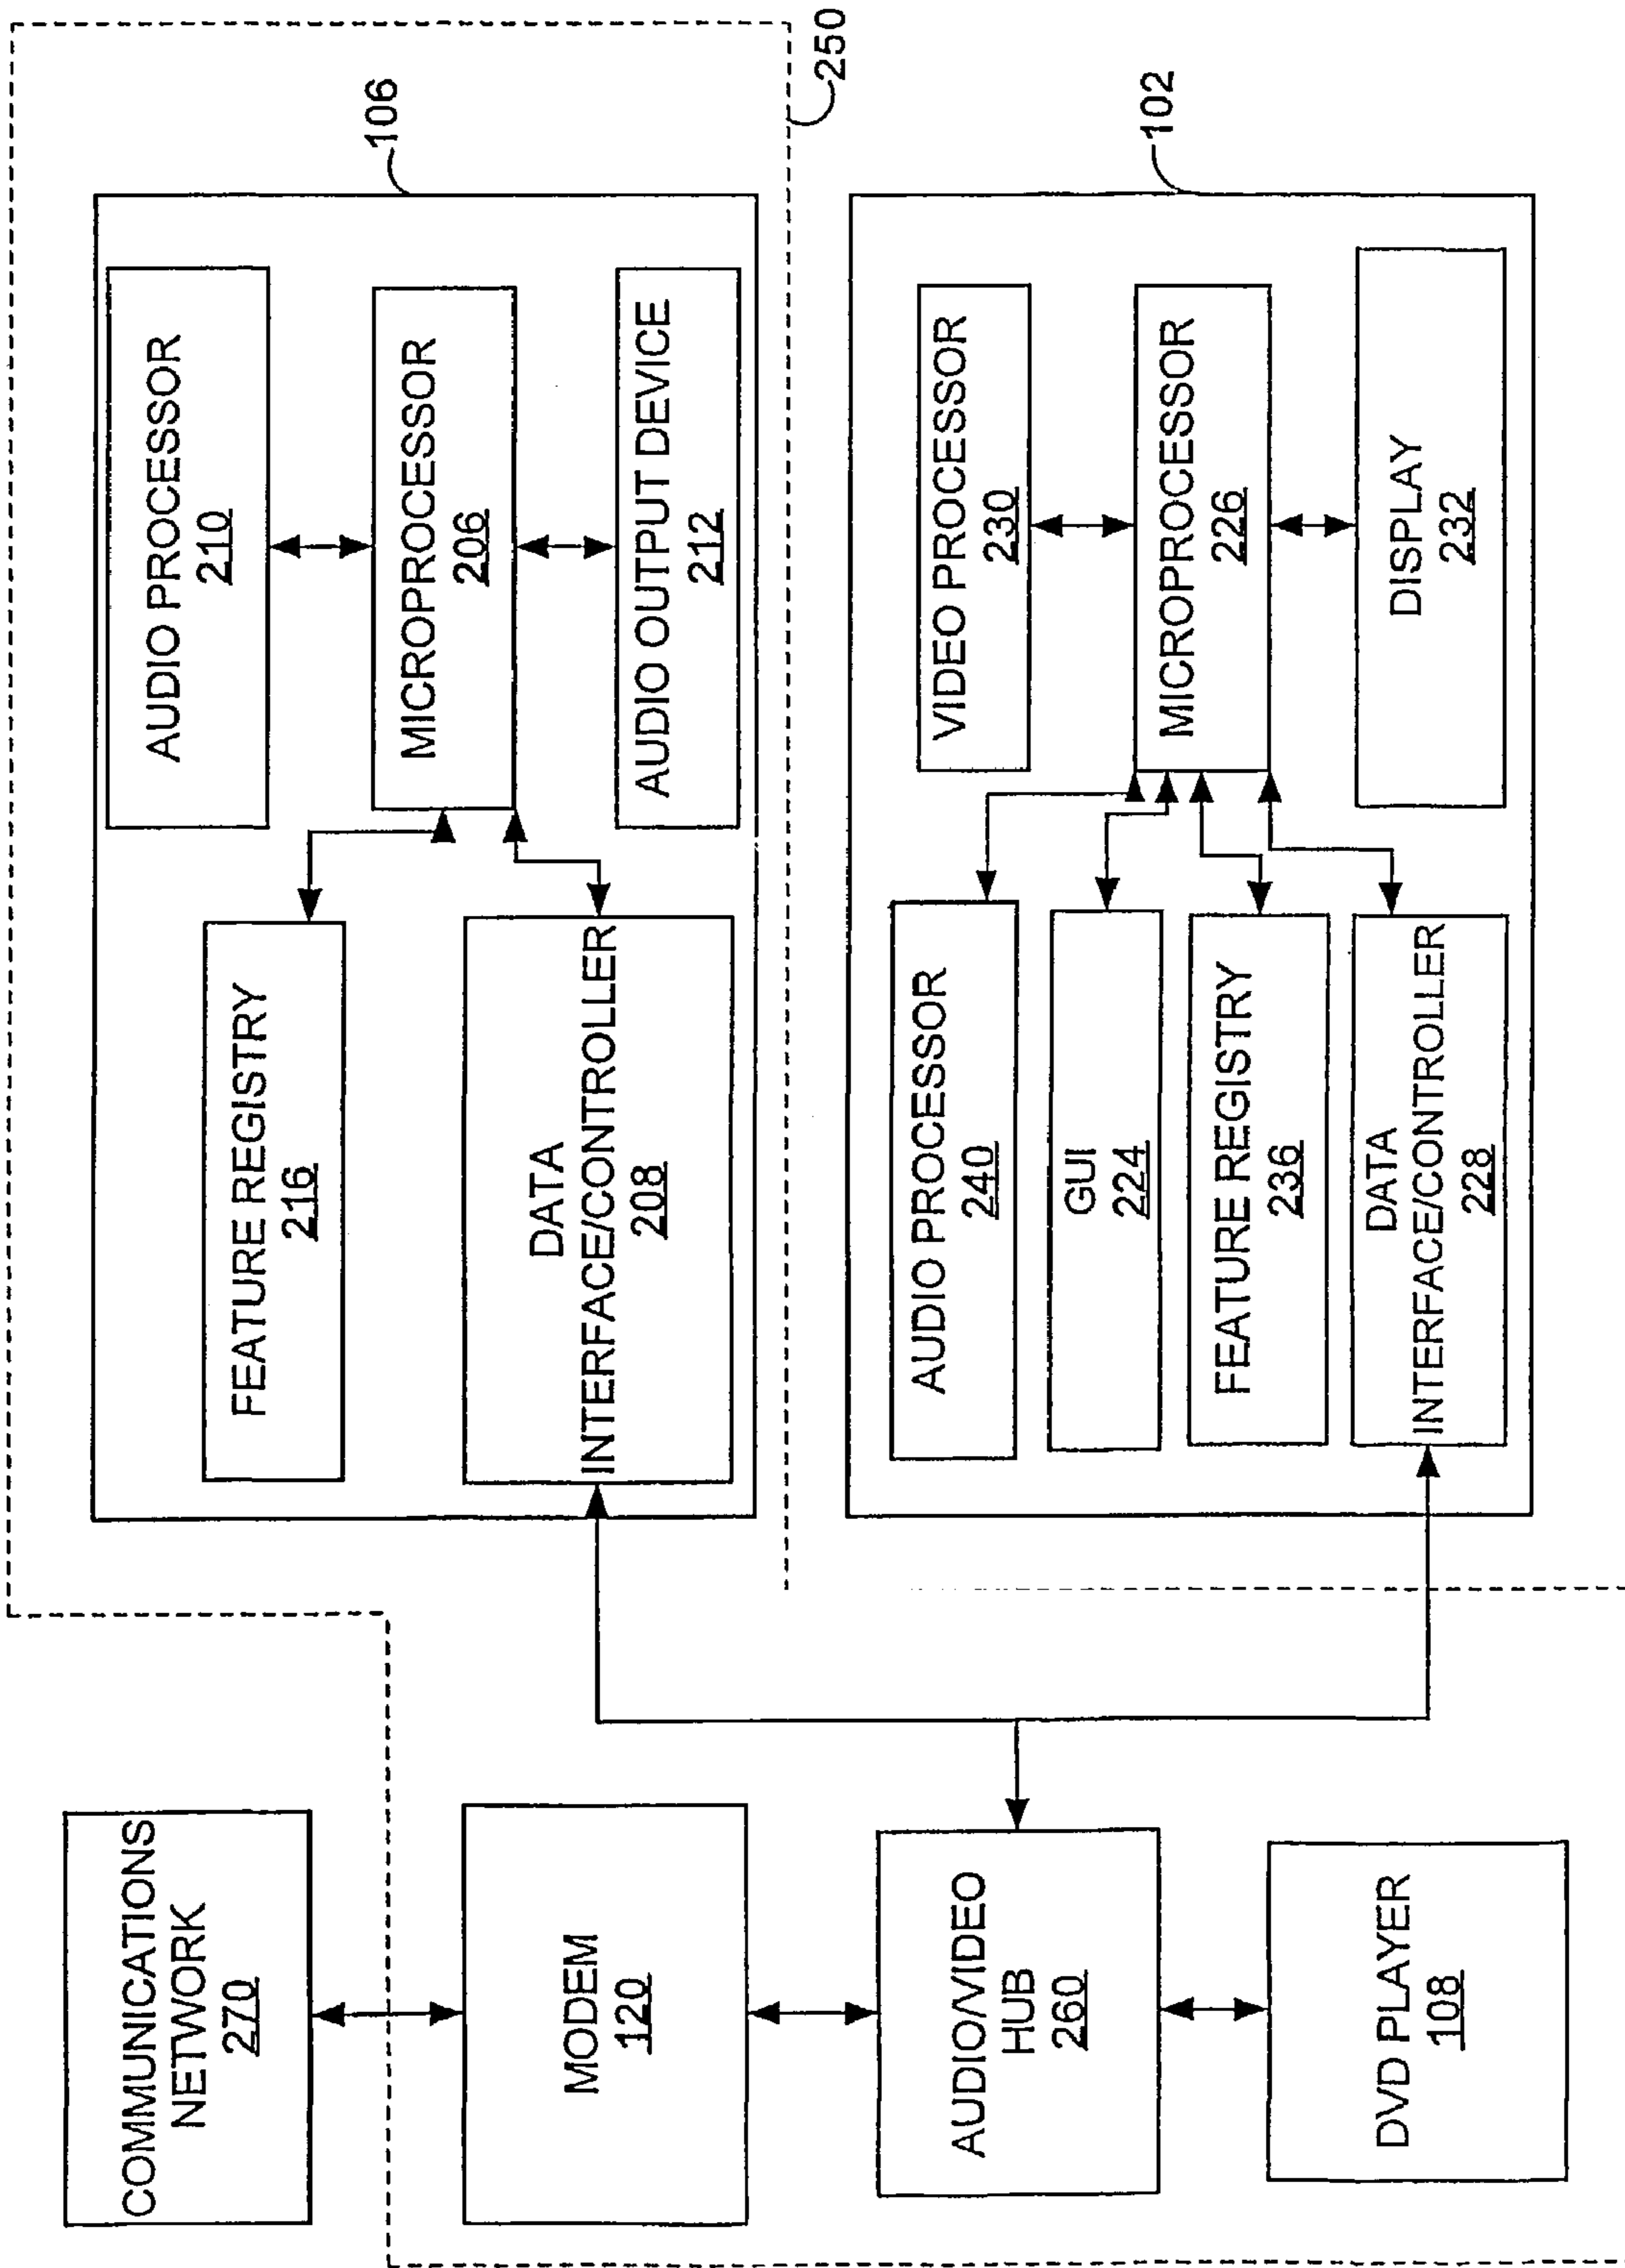 COMMUNICATIONS
NETWORK
270
MODEM
120
AUDIO/VIDEO
HUB
260
DVD PLAYER
108
FEATURE REGISTRY
216
DATA
INTERFACE/CONTROLLER
208
AUDIO PROCESSOR
210
MICROPROCESSOR
206
AUDIO OUTPUT DEVICE
212
106
250
AUDIO PROCESSOR
240
GUI
224
FEATURE REGISTRY
236
DATA
INTERFACE/CONTROLLER
228
VIDEO PROCESSOR
230
MICROPROCESSOR
226
DISPLAY
232
102